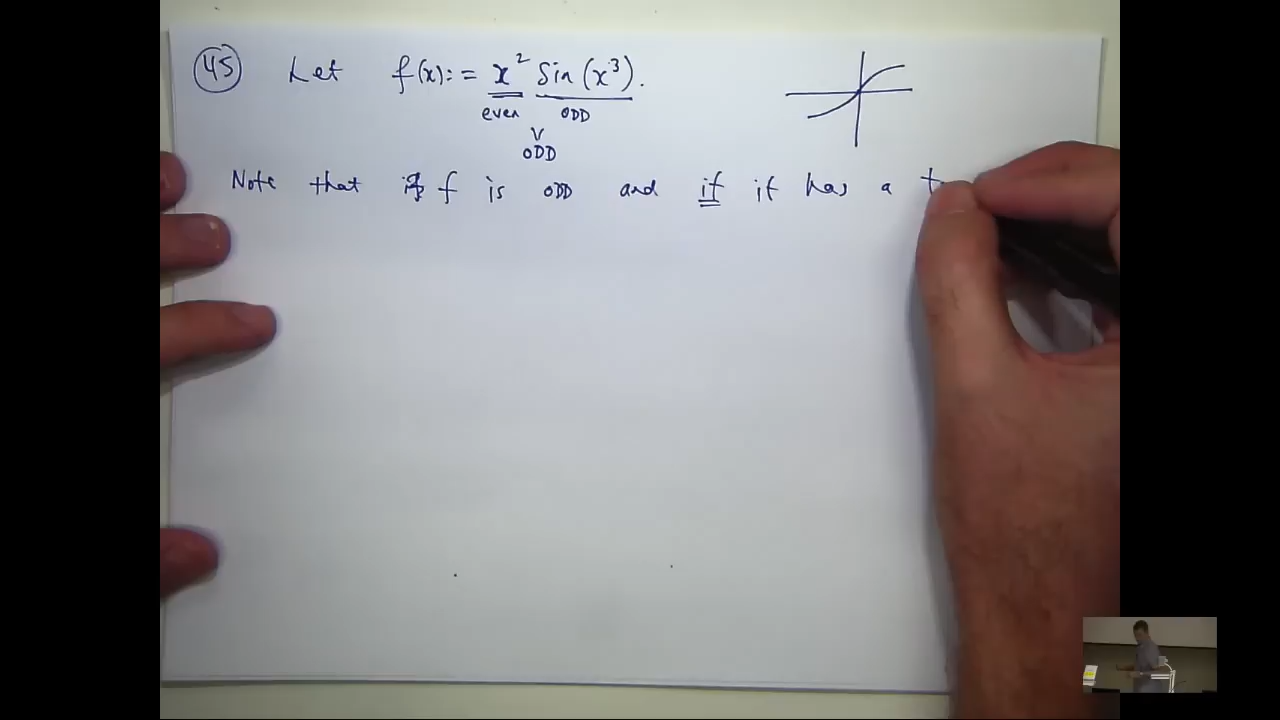 45 Let f(x) := x² Sin(x³).
even ODD
ODD
Note that f is ODD and if it has a